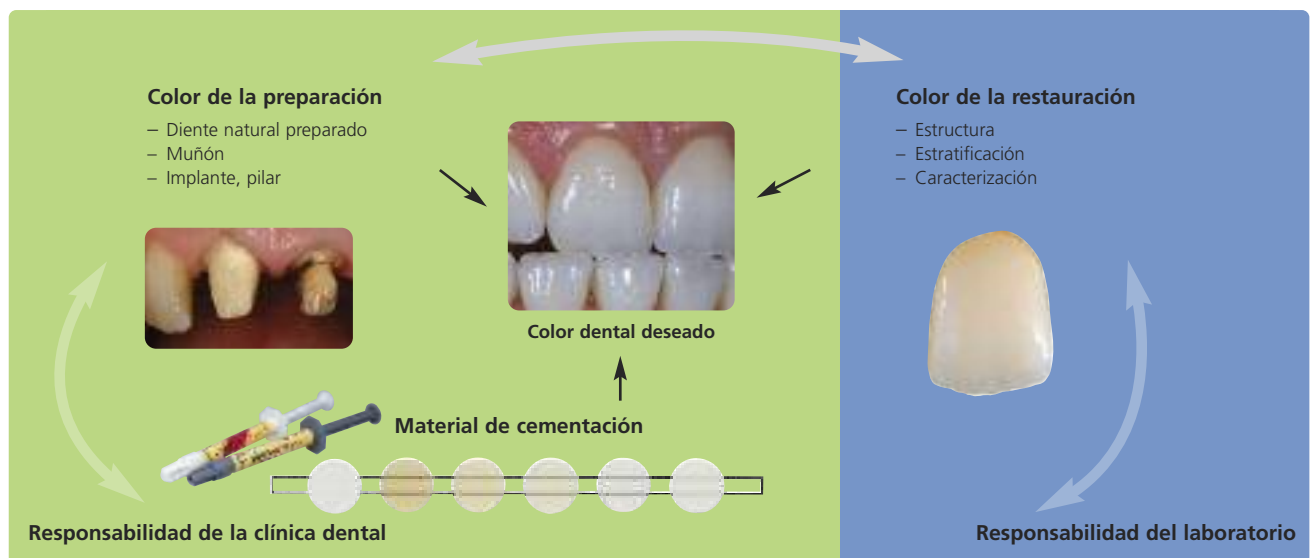 Color de la preparación
– Diente natural preparado
– Muñón
– Implante, pilar
Color de la restauración
– Estructura
– Estratificación
– Caracterización
Color dental deseado
Material de cementación
Responsabilidad de la clínica dental
Responsabilidad del laboratorio